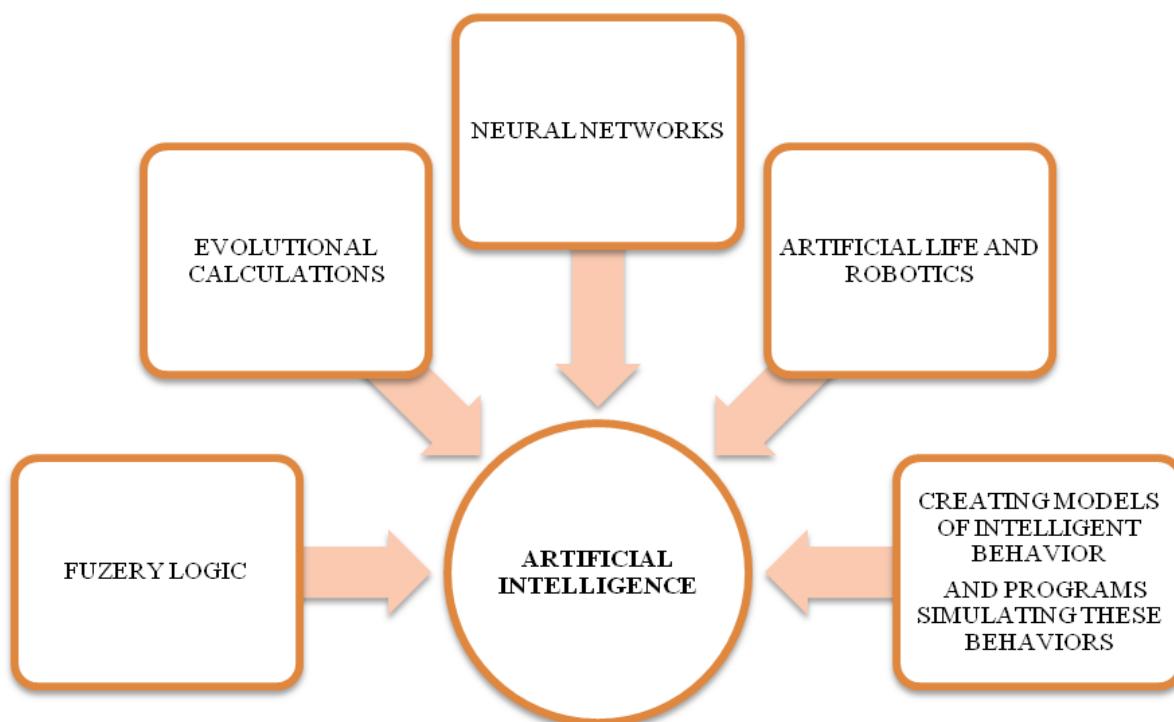 NEURAL NETWORKS
EVOLUTIONAL
CALCULATIONS
ARTIFICIAL LIFE AND
ROBOTICS
FUZERY LOGIC
ARTIFICIAL
INTELLIGENCE
CREATING MODELS
OF INTELLIGENT
BEHAVIOR
AND PROGRAMS
SIMULATING THESE
BEHAVIORS